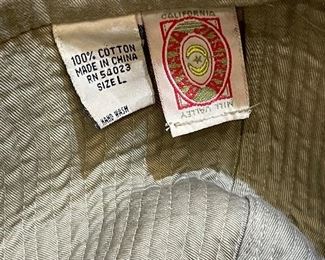 100% COTTON
MADE IN CHINA
RN 54023
SIZE L
HAND WASH
CALIFORNIA
MILL VALLEY